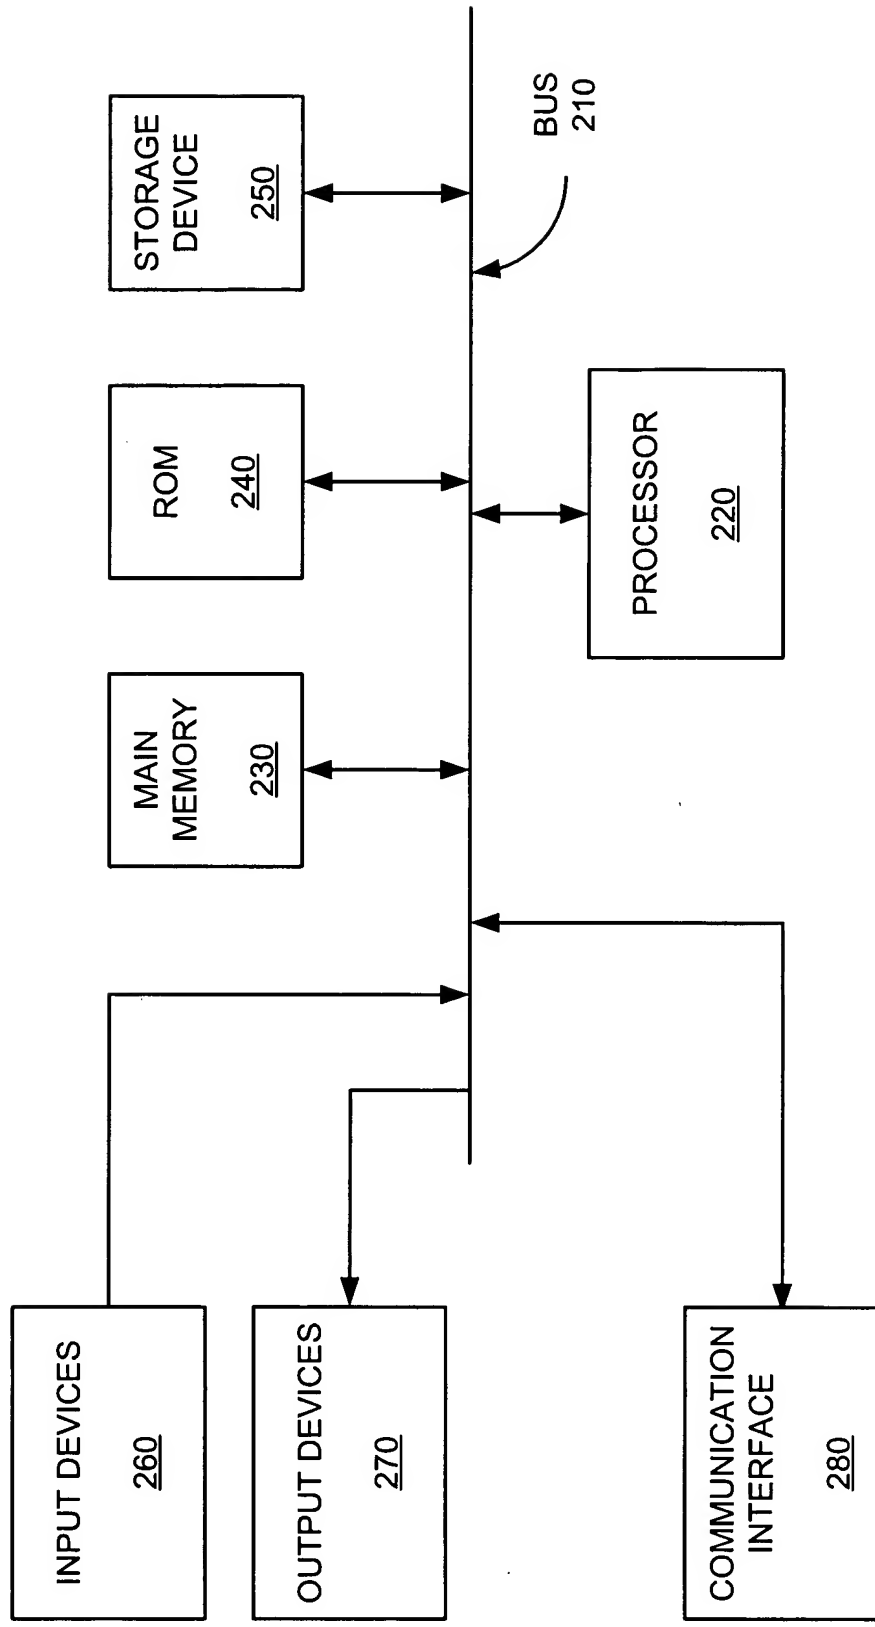 INPUT DEVICES
260
OUTPUT DEVICES
270
COMMUNICATION
INTERFACE
280
MAIN
MEMORY
230
ROM
240
STORAGE
DEVICE
250
PROCESSOR
220
BUS
210